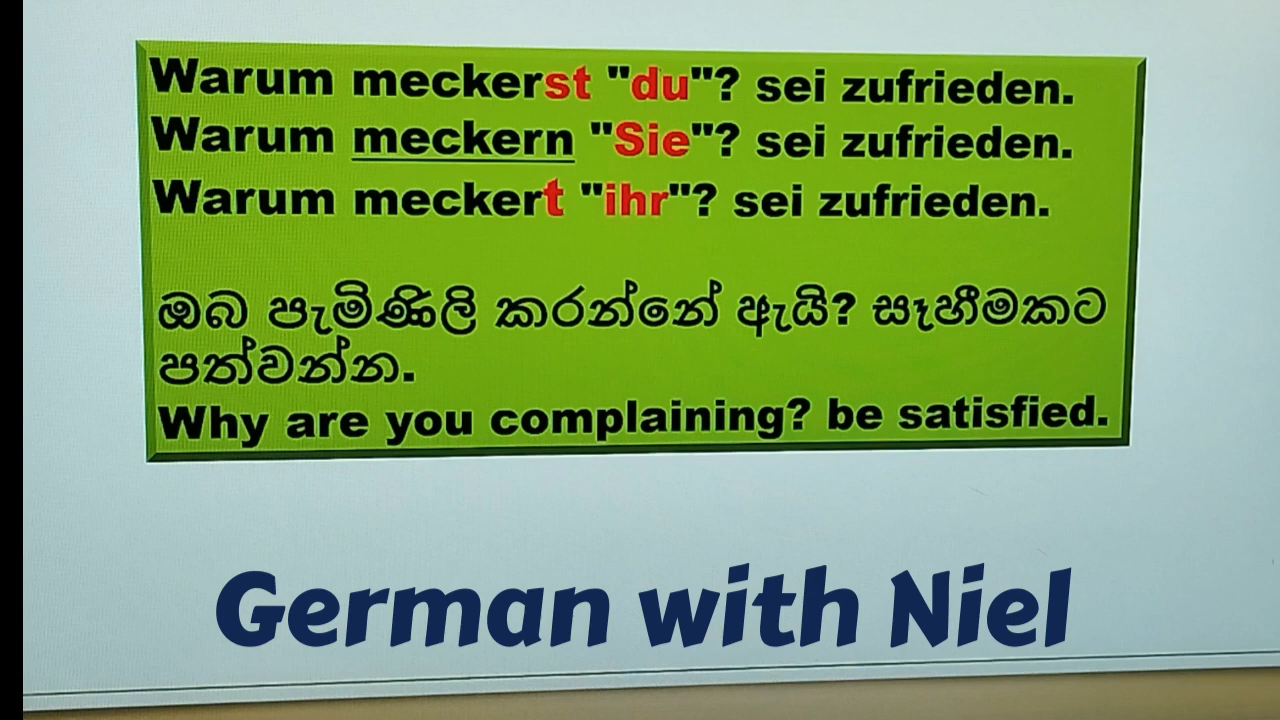 Warum meckerst "du"? sei zufrieden.
Warum meckern "Sie"? sei zufrieden.
Warum meckert "ihr"? sei zufrieden.
ඔබ පැමිණිලි කරන්නේ ඇයි? සෑහීමකට
පත්වන්න.
Why are you complaining? be satisfied.
German with Niel